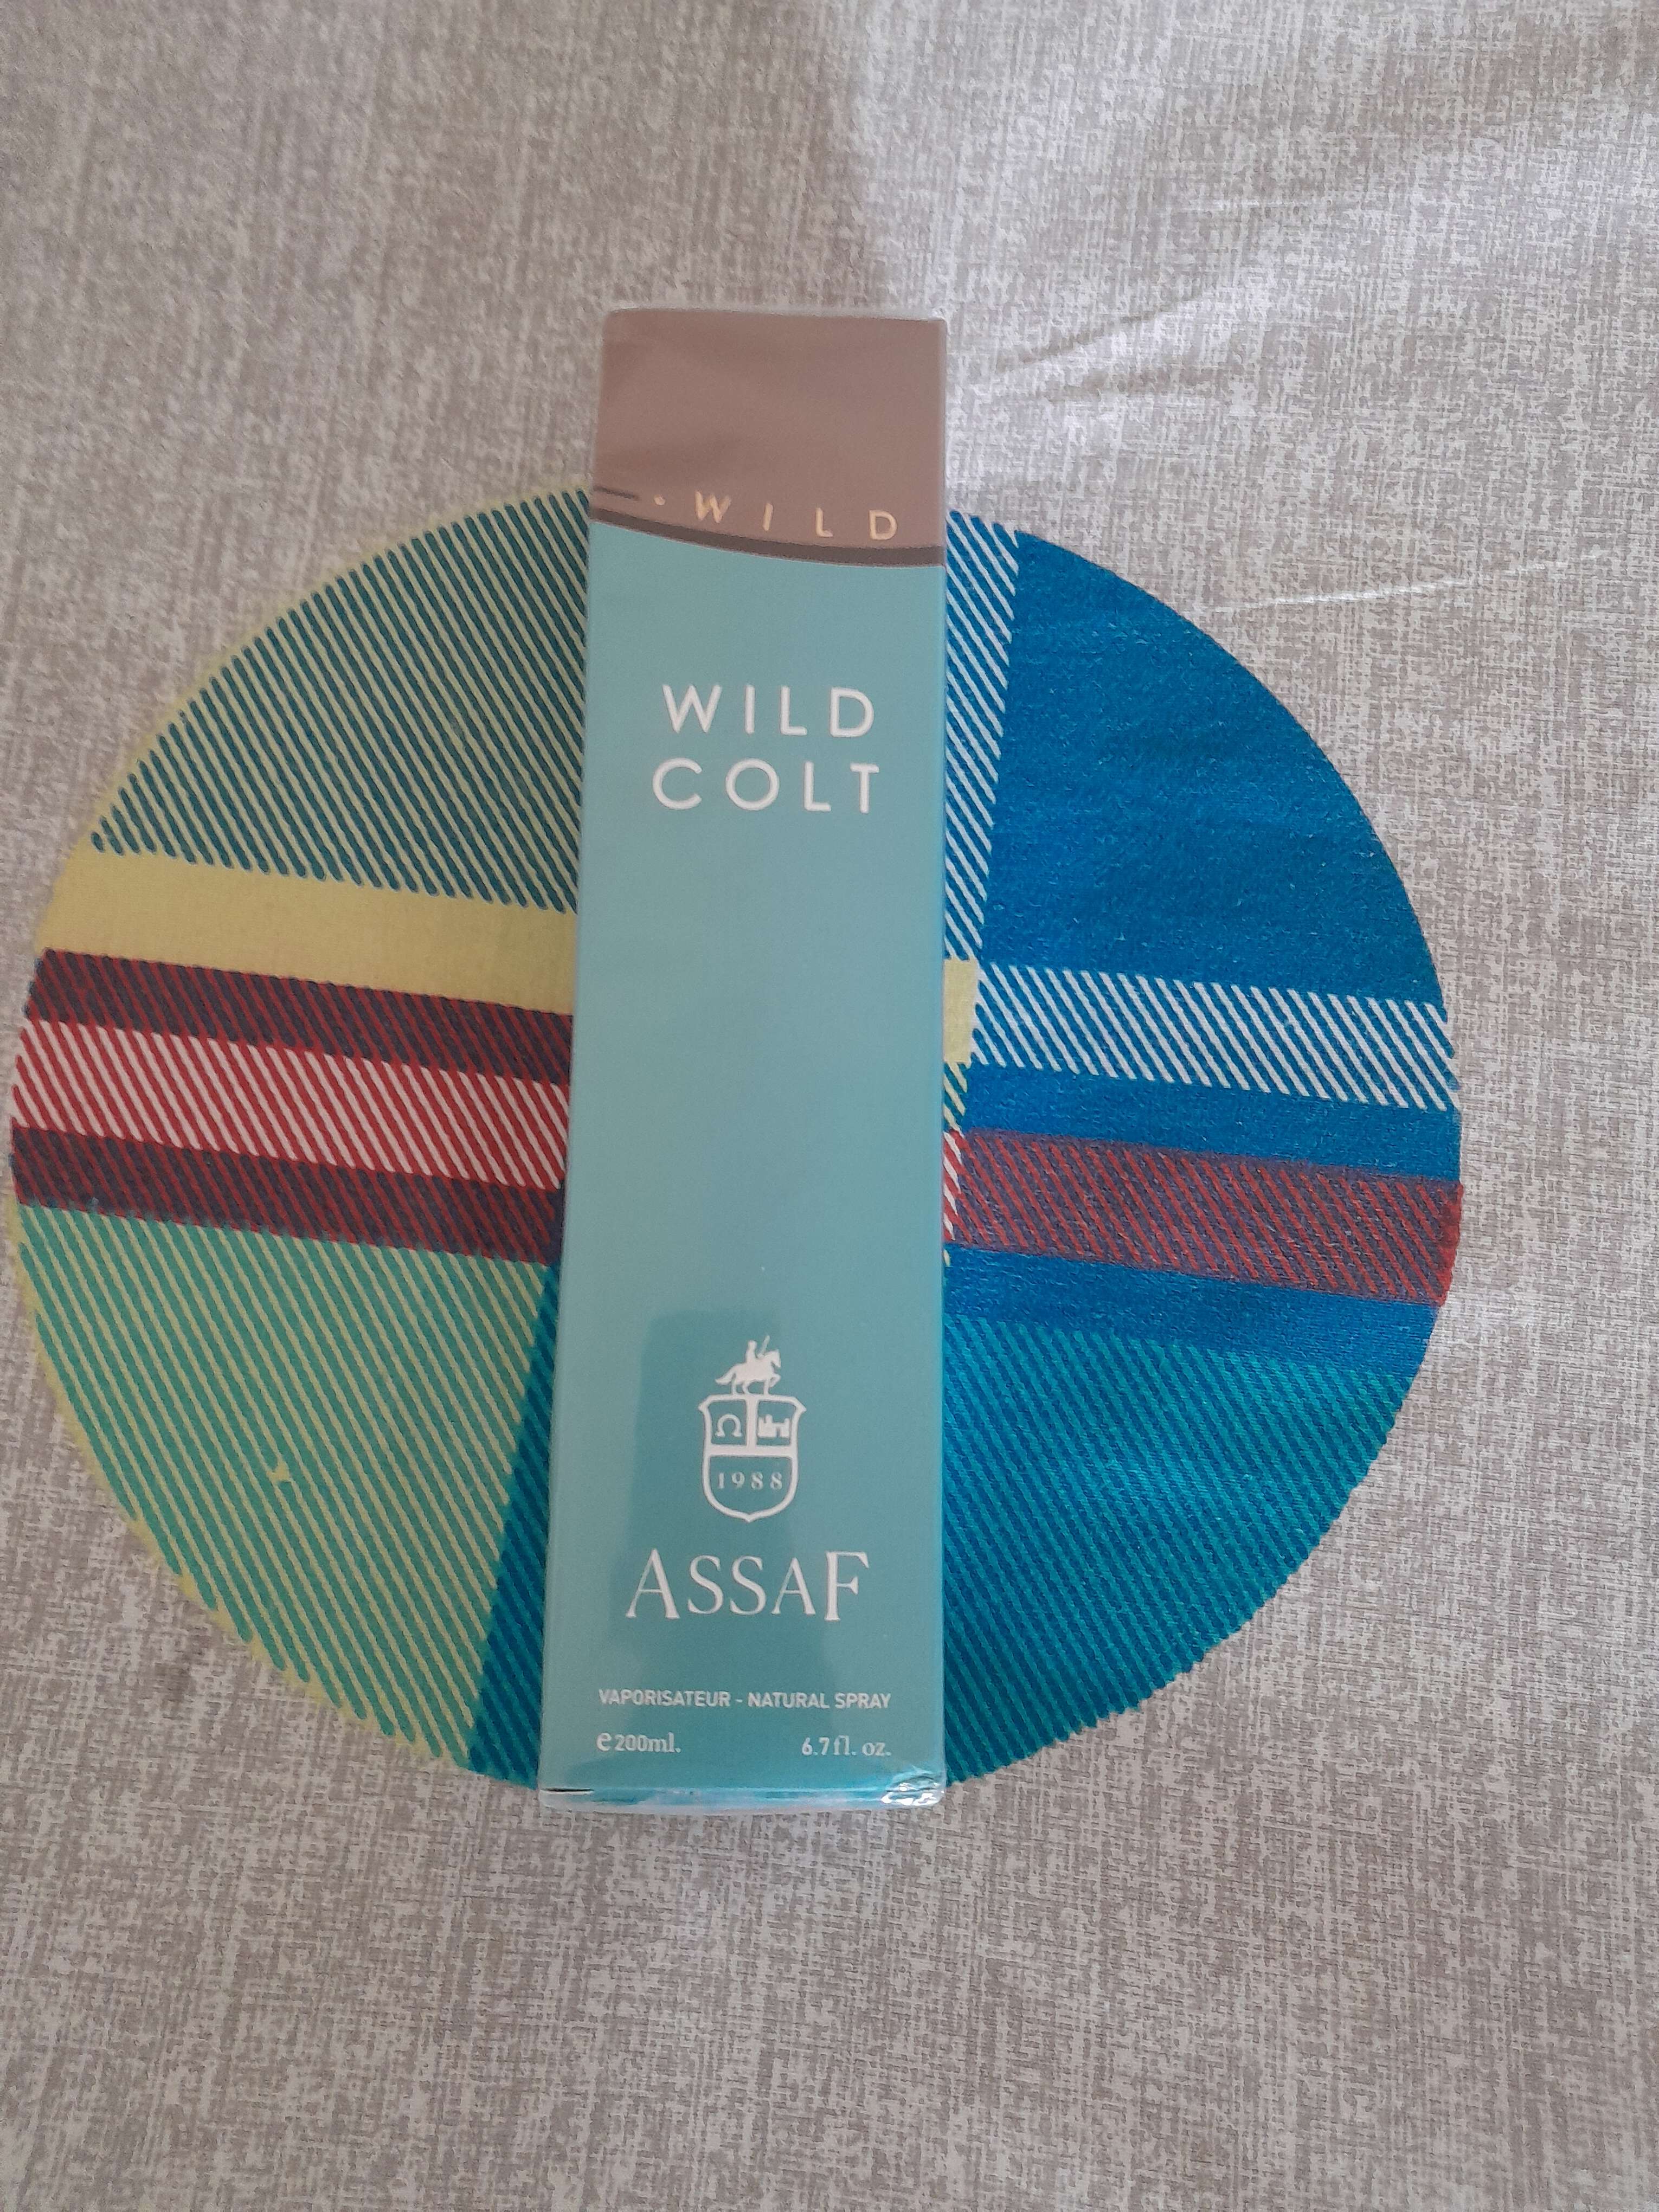 WILD
WILD
COLT
Ω
1988
ASSAF
VAPORISATEUR - NATURAL SPRAY
e 200ml. 6.7 fl. oz.